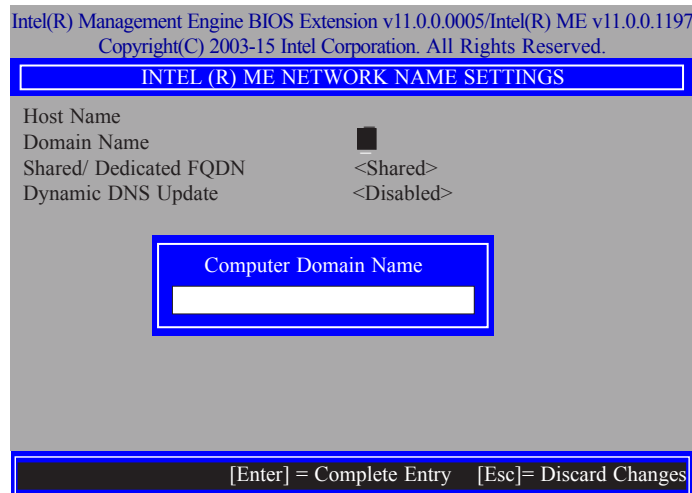 Intel(R) Management Engine BIOS Extension v11.0.0.0005/Intel(R) ME v11.0.0.1197
Copyright(C) 2003-15 Intel Corporation. All Rights Reserved.
INTEL (R) ME NETWORK NAME SETTINGS
Host Name
Domain Name
Shared/ Dedicated FQDN <Shared>
Dynamic DNS Update <Disabled>
Computer Domain Name
[Enter] = Complete Entry [Esc]= Discard Changes